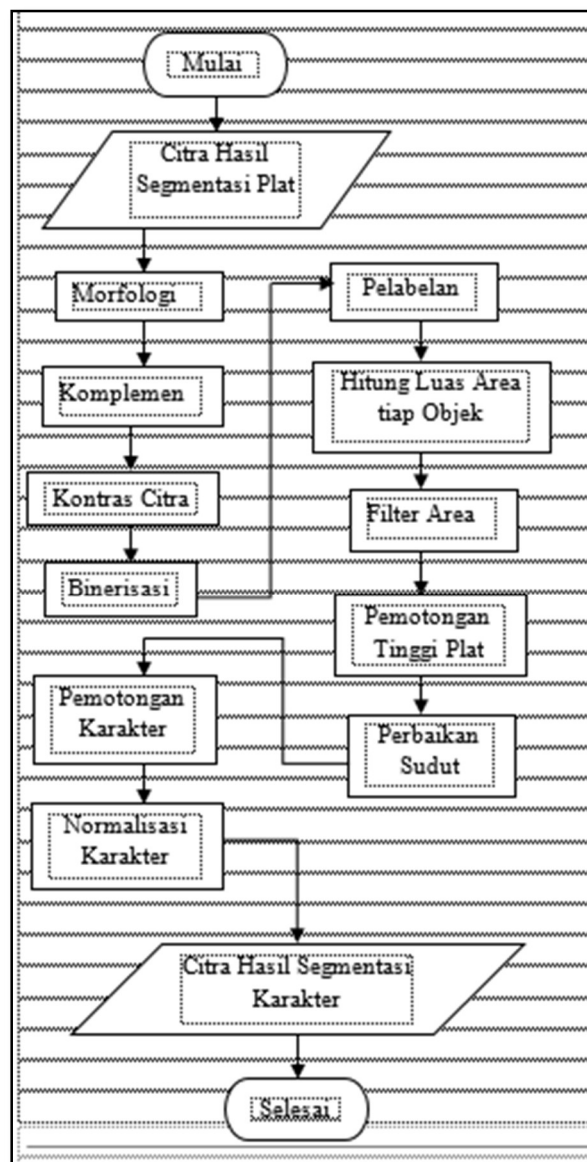 Mulai
Citra Hasil
Segmentasi Plat
Morfologi
Komplemen
Kontras Citra
Binerisasi
Pelabelan
Hitung Luas Area
tiap Objek
Filter Area
Pemotongan
Tinggi Plat
Perbaikan
Sudut
Pemotongan
Karakter
Normalisasi
Karakter
Citra Hasil Segmentasi
Karakter
Selesai